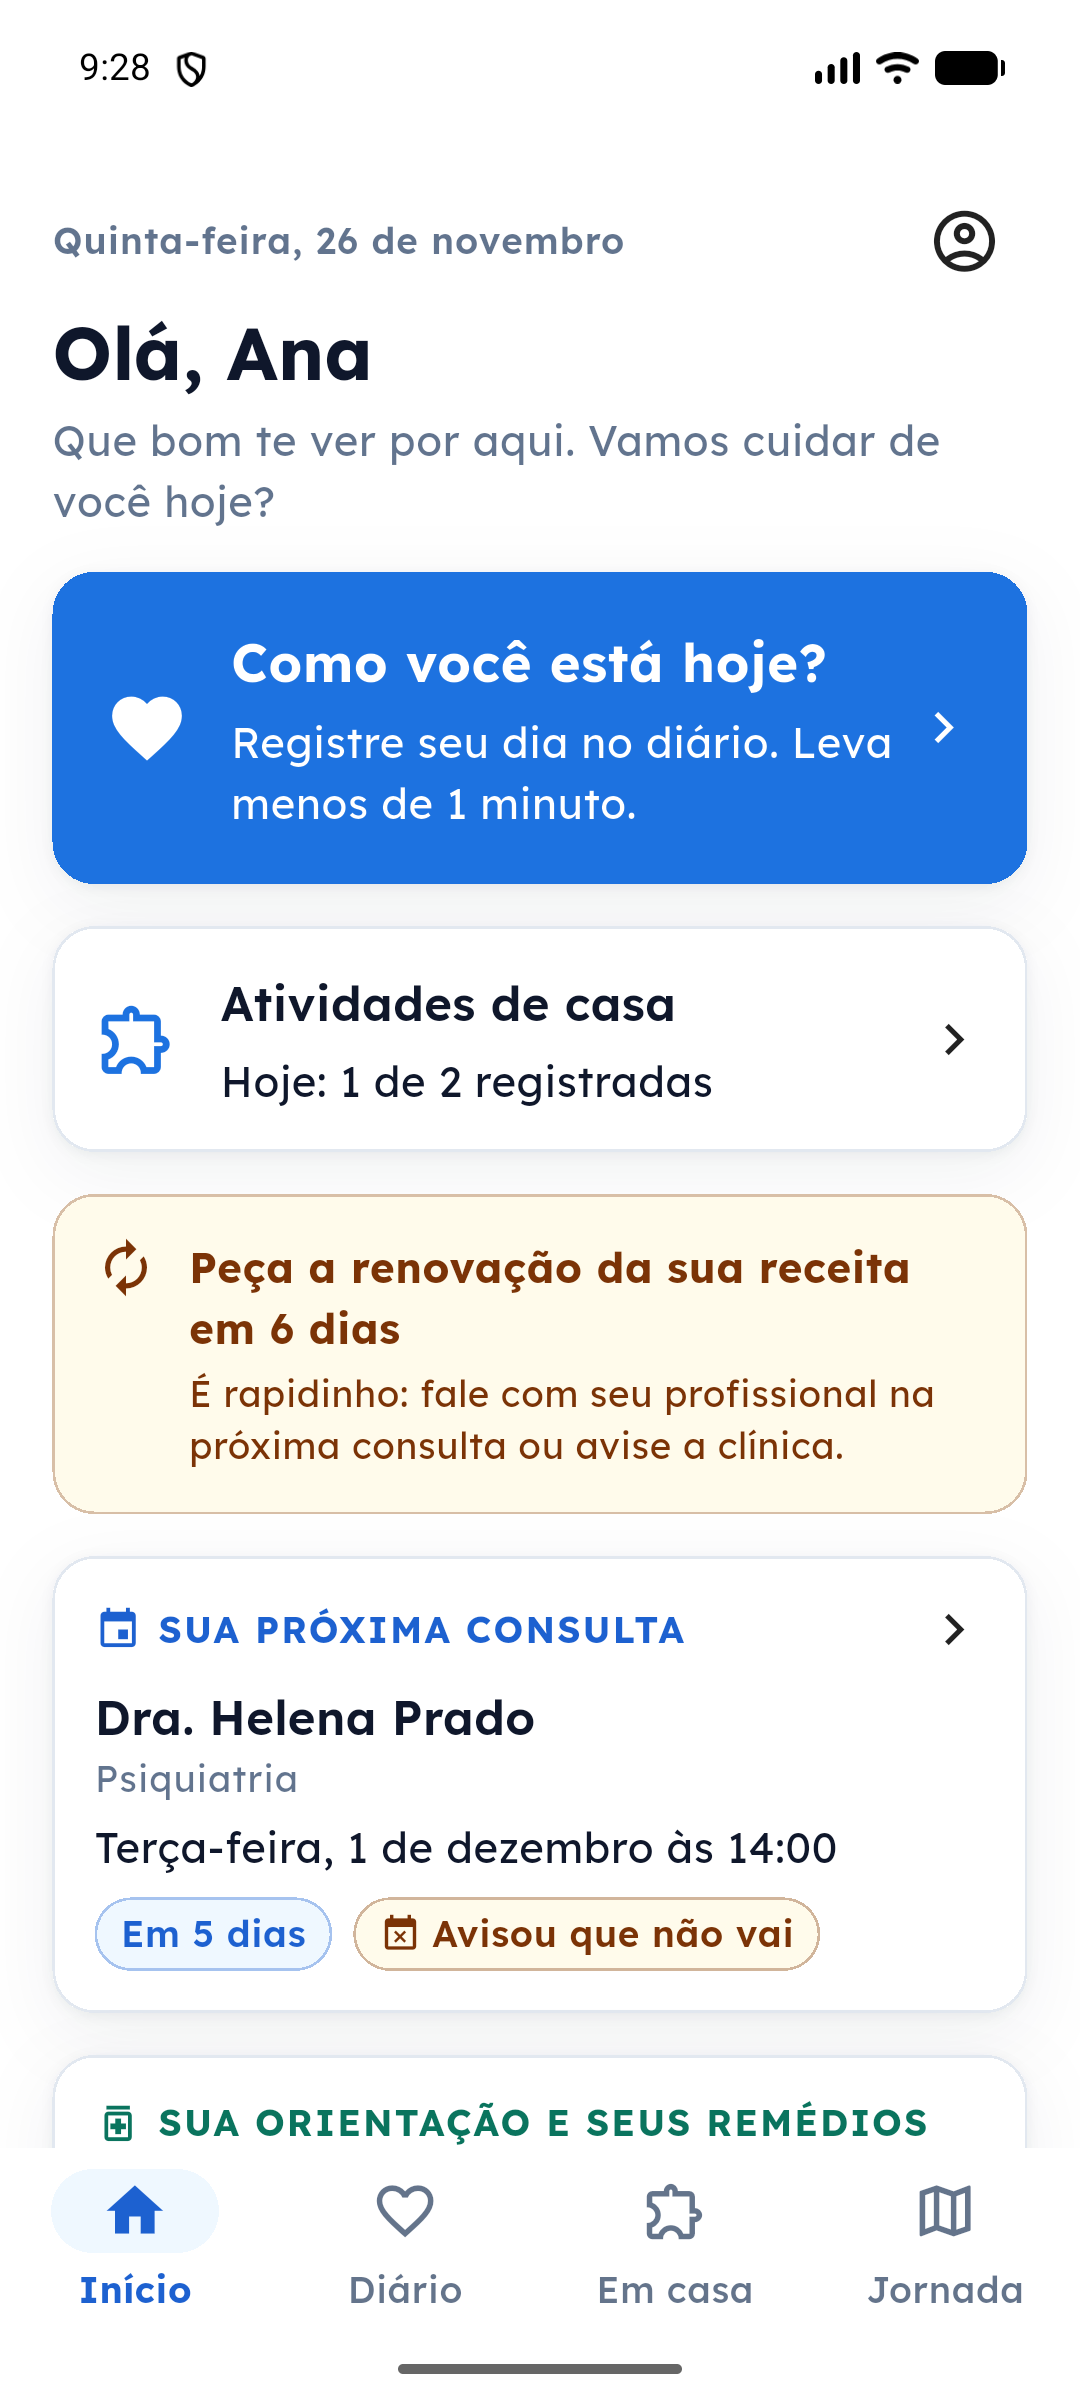 9:28
Quinta-feira, 26 de novembro
Olá, Ana
Que bom te ver por aqui. Vamos cuidar de
você hoje?
Como você está hoje?
Registre seu dia no diário. Leva
menos de 1 minuto.
Atividades de casa
Hoje: 1 de 2 registradas
Peça a renovação da sua receita
em 6 dias
É rapidinho: fale com seu profissional na
próxima consulta ou avise a clínica.
SUA PRÓXIMA CONSULTA
Dra. Helena Prado
Psiquiatria
Terça-feira, 1 de dezembro às 14:00
Em 5 dias
Avisou que não vai
SUA ORIENTAÇÃO E SEUS REMÉDIOS
Início
Diário
Em casa
Jornada